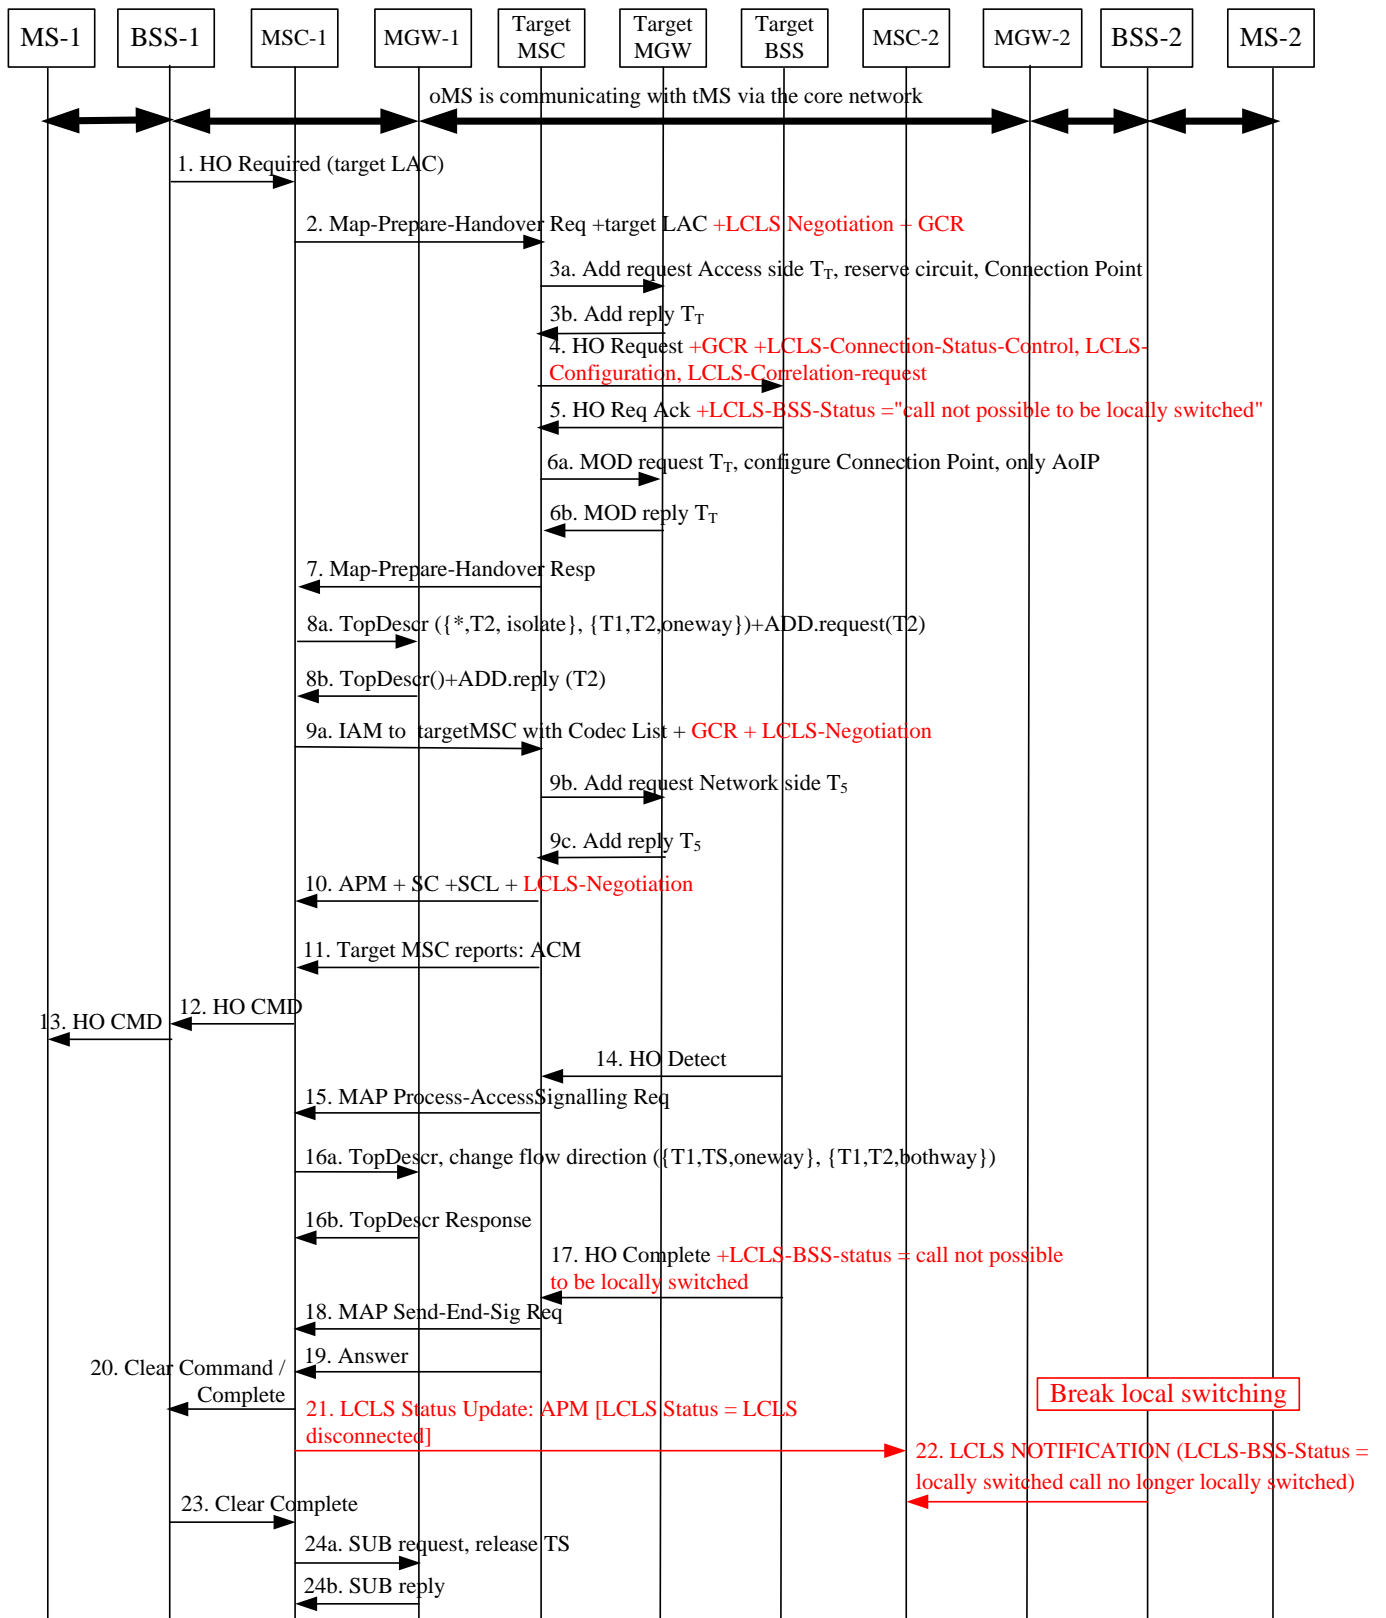 MS-1
BSS-1
MSC-1
MGW-1
Target
MSC
Target
MGW
Target
BSS
MSC-2
MGW-2
BSS-2
MS-2
oMS is communicating with tMS via the core network
1. HO Required (target LAC)
2. Map-Prepare-Handover Req +target LAC +LCLS Negotiation + GCR
3a. Add request Access side TT, reserve circuit, Connection Point
3b. Add reply TT
4. HO Request +GCR +LCLS-Connection-Status-Control, LCLS-
Configuration, LCLS-Correlation-request
5. HO Req Ack +LCLS-BSS-Status ="call not possible to be locally switched"
6a. MOD request TT, configure Connection Point, only AoIP
6b. MOD reply TT
7. Map-Prepare-Handover Resp
8a. TopDescr ({*,T2, isolate}, {T1,T2,oneway})+ADD.request(T2)
8b. TopDescr()+ADD.reply (T2)
9a. IAM to targetMSC with Codec List + GCR + LCLS-Negotiation
9b. Add request Network side T5
9c. Add reply T5
10. APM + SC +SCL + LCLS-Negotiation
11. Target MSC reports: ACM
12. HO CMD
13. HO CMD
14. HO Detect
15. MAP Process-AccessSignalling Req
16a. TopDescr, change flow direction ({T1,TS,oneway}, {T1,T2,bothway})
16b. TopDescr Response
17. HO Complete +LCLS-BSS-status = call not possible
to be locally switched
18. MAP Send-End-Sig Req
19. Answer
20. Clear Command /
Complete
Break local switching
21. LCLS Status Update: APM [LCLS Status = LCLS
disconnected]
22. LCLS NOTIFICATION (LCLS-BSS-Status =
locally switched call no longer locally switched)
23. Clear Complete
24a. SUB request, release TS
24b. SUB reply